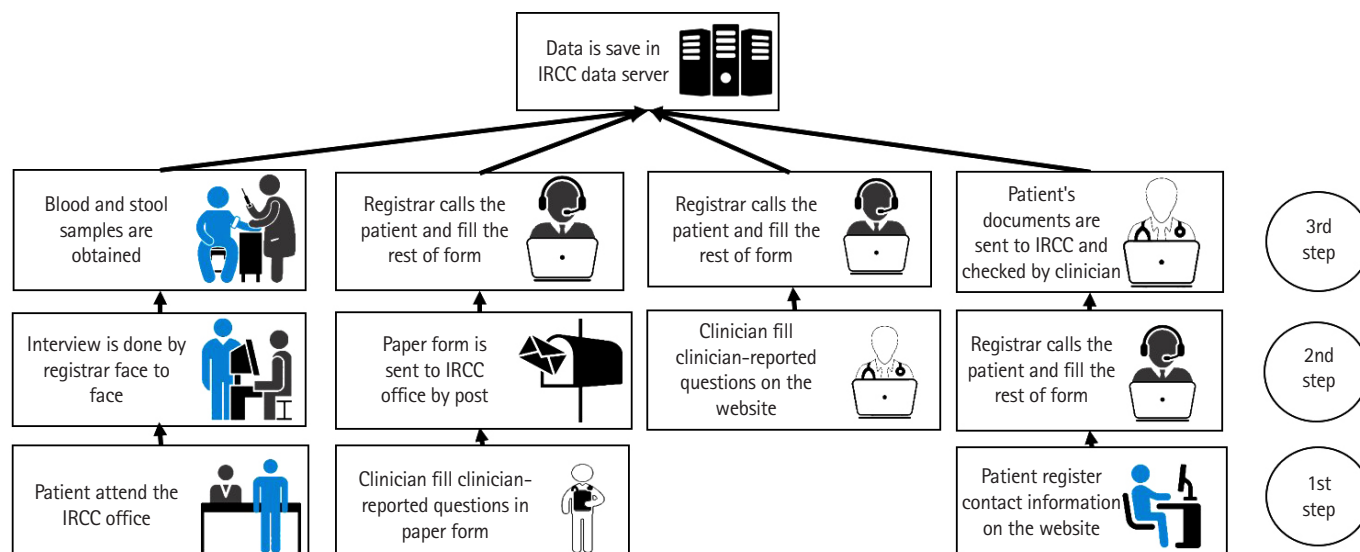 Data is save in
IRCC data server
Blood and stool
samples are
obtained
Registrar calls the
patient and fill the
rest of form
Registrar calls the
patient and fill the
rest of form
Patient's
documents are
sent to IRCC and
checked by clinician
3rd
step
Interview is done by
registrar face to
face
Paper form is
sent to IRCC
office by post
Clinician fill
clinician-reported
questions on the
website
Registrar calls the
patient and fill the
rest of form
2nd
step
Patient attend the
IRCC office
Clinician fill clinician-
reported questions in
paper form
Patient register
contact information
on the website
1st
step